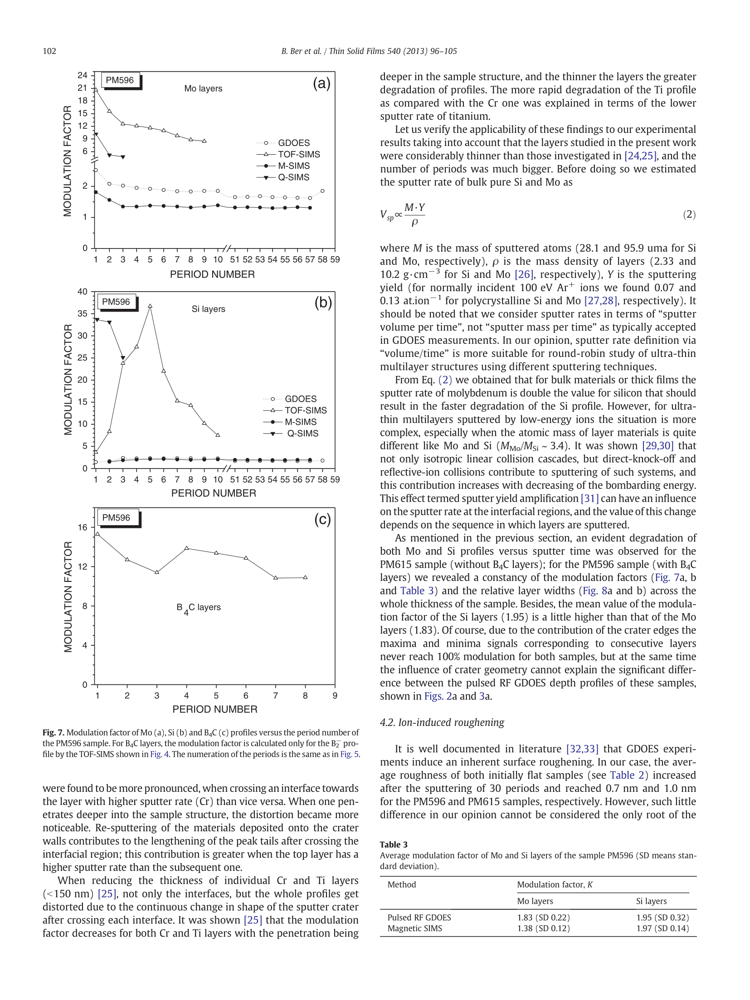 102
B. Ber et al. / Thin Solid Films 540 (2013) 96–105
PM596
Mo layers
(a)
24
21
18
15
12
9
6
2
1
0
MODULATION FACTOR
GDOES
TOF-SIMS
M-SIMS
Q-SIMS
1 2 3 4 5 6 7 8 9 10 51 52 53 54 55 56 57 58 59
PERIOD NUMBER
PM596
Si layers
(b)
40
35
30
25
20
15
10
5
0
MODULATION FACTOR
GDOES
TOF-SIMS
M-SIMS
Q-SIMS
1 2 3 4 5 6 7 8 9 10 51 52 53 54 55 56 57 58 59
PERIOD NUMBER
PM596
(c)
16
12
8
4
0
MODULATION FACTOR
B4C layers
1 2 3 4 5 6 7 8 9
PERIOD NUMBER
Fig. 7. Modulation factor of Mo (a), Si (b) and B4C (c) profiles versus the period number of
the PM596 sample. For B4C layers, the modulation factor is calculated only for the B2− pro-
file by the TOF-SIMS shown in Fig. 4. The numeration of the periods is the same as in Fig. 5.
were found to be more pronounced, when crossing an interface towards
the layer with higher sputter rate (Cr) than vice versa. When one pen-
etrates deeper into the sample structure, the distortion became more
noticeable. Re-sputtering of the materials deposited onto the crater
walls contributes to the lengthening of the peak tails after crossing the
interfacial region; this contribution is greater when the top layer has a
higher sputter rate than the subsequent one.
When reducing the thickness of individual Cr and Ti layers
(<150 nm) [25], not only the interfaces, but the whole profiles get
distorted due to the continuous change in shape of the sputter crater
after crossing each interface. It was shown [25] that the modulation
factor decreases for both Cr and Ti layers with the penetration being
deeper in the sample structure, and the thinner the layers the greater
degradation of profiles. The more rapid degradation of the Ti profile
as compared with the Cr one was explained in terms of the lower
sputter rate of titanium.
Let us verify the applicability of these findings to our experimental
results taking into account that the layers studied in the present work
were considerably thinner than those investigated in [24,25], and the
number of periods was much bigger. Before doing so we estimated
the sputter rate of bulk pure Si and Mo as
Vsp∝ M·Y / ρ (2)
where M is the mass of sputtered atoms (28.1 and 95.9 uma for Si
and Mo, respectively), ρ is the mass density of layers (2.33 and
10.2 g·cm−3 for Si and Mo [26], respectively), Y is the sputtering
yield (for normally incident 100 eV Ar+ ions we found 0.07 and
0.13 at.ion−1 for polycrystalline Si and Mo [27,28], respectively). It
should be noted that we consider sputter rates in terms of “sputter
volume per time”, not “sputter mass per time” as typically accepted
in GDOES measurements. In our opinion, sputter rate definition via
“volume/time” is more suitable for round-robin study of ultra-thin
multilayer structures using different sputtering techniques.
From Eq. (2) we obtained that for bulk materials or thick films the
sputter rate of molybdenum is double the value for silicon that should
result in the faster degradation of the Si profile. However, for ultra-
thin multilayers sputtered by low-energy ions the situation is more
complex, especially when the atomic mass of layer materials is quite
different like Mo and Si (MMo/MSi ~ 3.4). It was shown [29,30] that
not only isotropic linear collision cascades, but direct-knock-off and
reflective-ion collisions contribute to sputtering of such systems, and
this contribution increases with decreasing of the bombarding energy.
This effect termed sputter yield amplification [31] can have an influence
on the sputter rate at the interfacial regions, and the value of this change
depends on the sequence in which layers are sputtered.
As mentioned in the previous section, an evident degradation of
both Mo and Si profiles versus sputter time was observed for the
PM615 sample (without B4C layers); for the PM596 sample (with B4C
layers) we revealed a constancy of the modulation factors (Fig. 7a, b
and Table 3) and the relative layer widths (Fig. 8a and b) across the
whole thickness of the sample. Besides, the mean value of the modula-
tion factor of the Si layers (1.95) is a little higher than that of the Mo
layers (1.83). Of course, due to the contribution of the crater edges the
maxima and minima signals corresponding to consecutive layers
never reach 100% modulation for both samples, but at the same time
the influence of crater geometry cannot explain the significant differ-
ence between the pulsed RF GDOES depth profiles of these samples,
shown in Figs. 2a and 3a.
4.2. Ion-induced roughening
It is well documented in literature [32,33] that GDOES experi-
ments induce an inherent surface roughening. In our case, the aver-
age roughness of both initially flat samples (see Table 2) increased
after the sputtering of 30 periods and reached 0.7 nm and 1.0 nm
for the PM596 and PM615 samples, respectively. However, such little
difference in our opinion cannot be considered the only root of the
Table 3
Average modulation factor of Mo and Si layers of the sample PM596 (SD means stan-
dard deviation).
Method Modulation factor, K
Mo layers Si layers
Pulsed RF GDOES 1.83 (SD 0.22) 1.95 (SD 0.32)
Magnetic SIMS 1.38 (SD 0.12) 1.97 (SD 0.14)